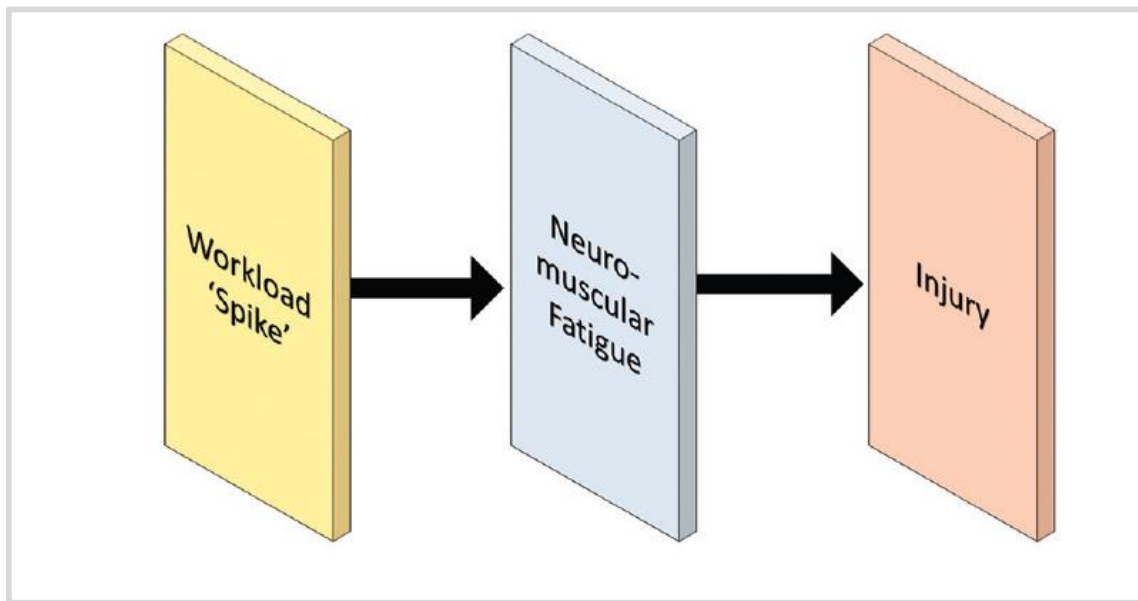 Workload
‘Spike’
Neuro-
muscular
Fatigue
Injury